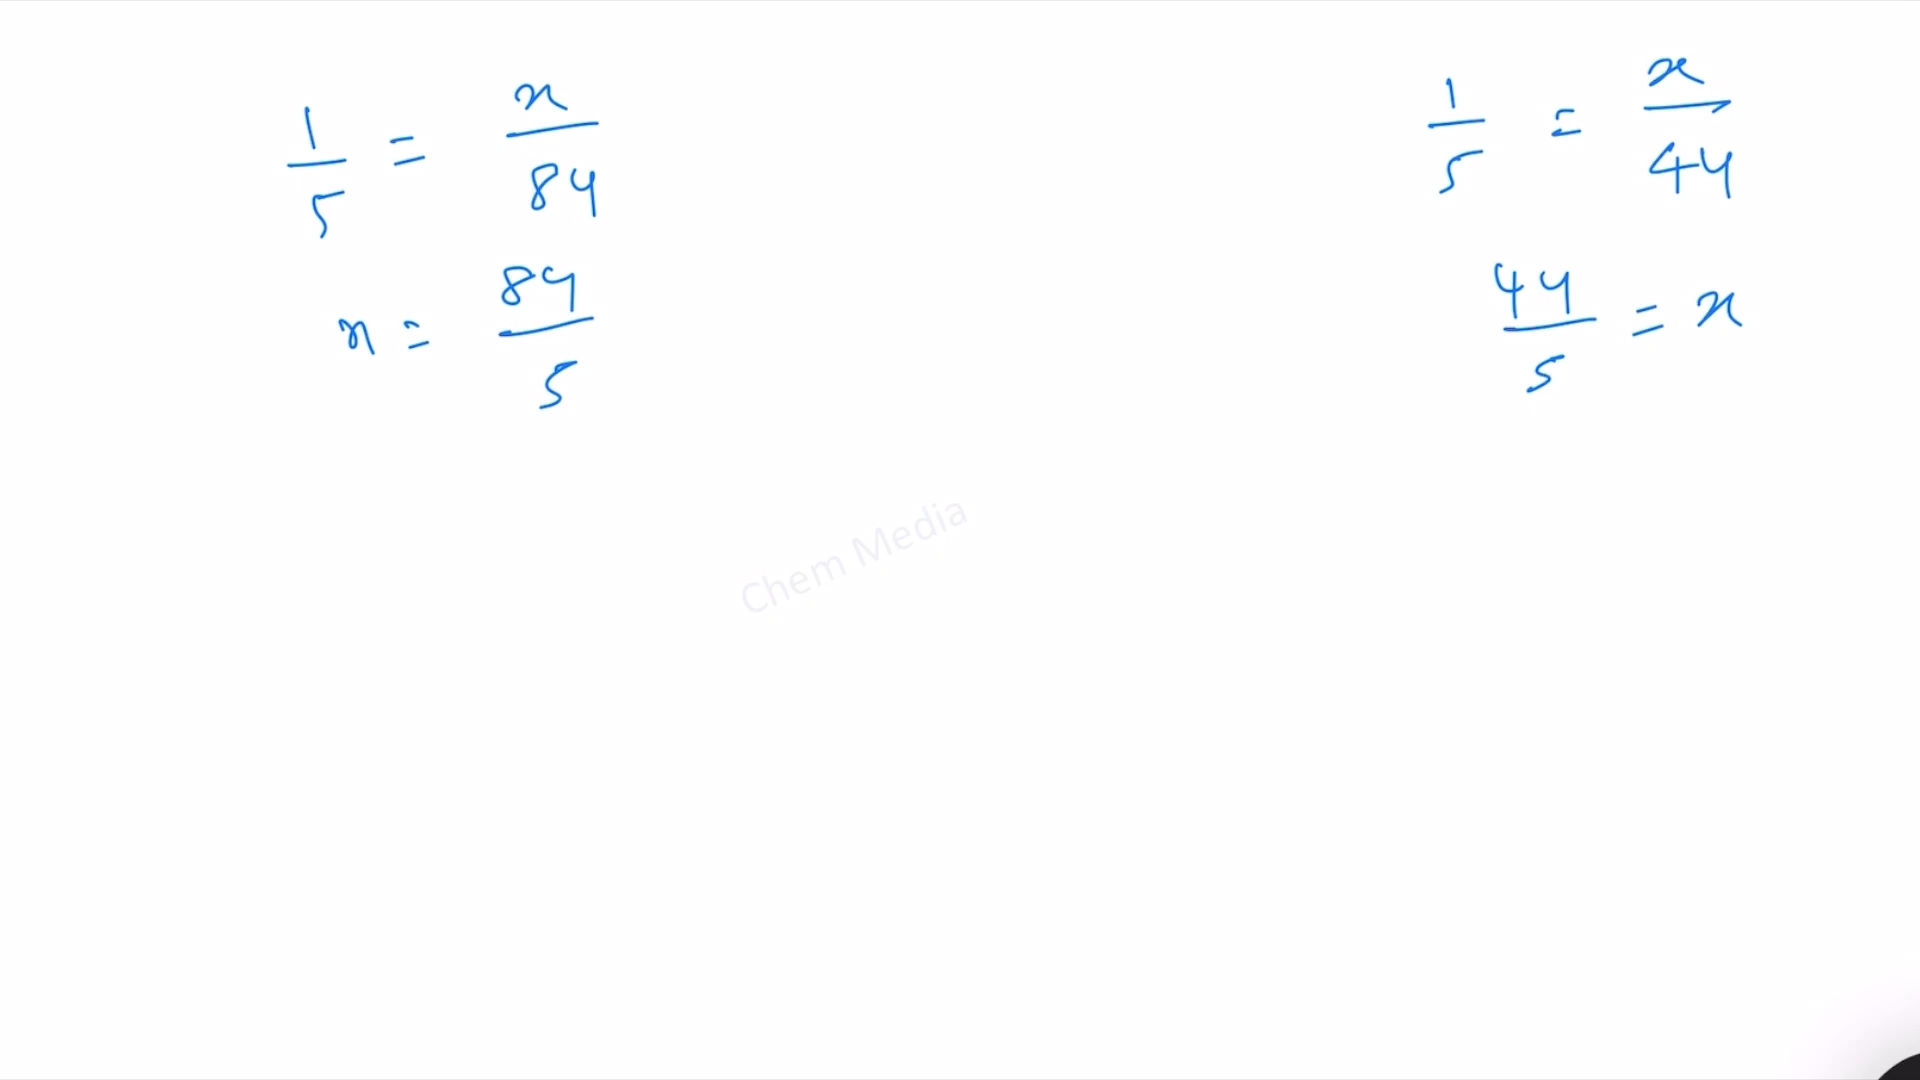 1/5 = x/84
x = 84/5
1/5 = x/44
44/5 = x
Chem Media